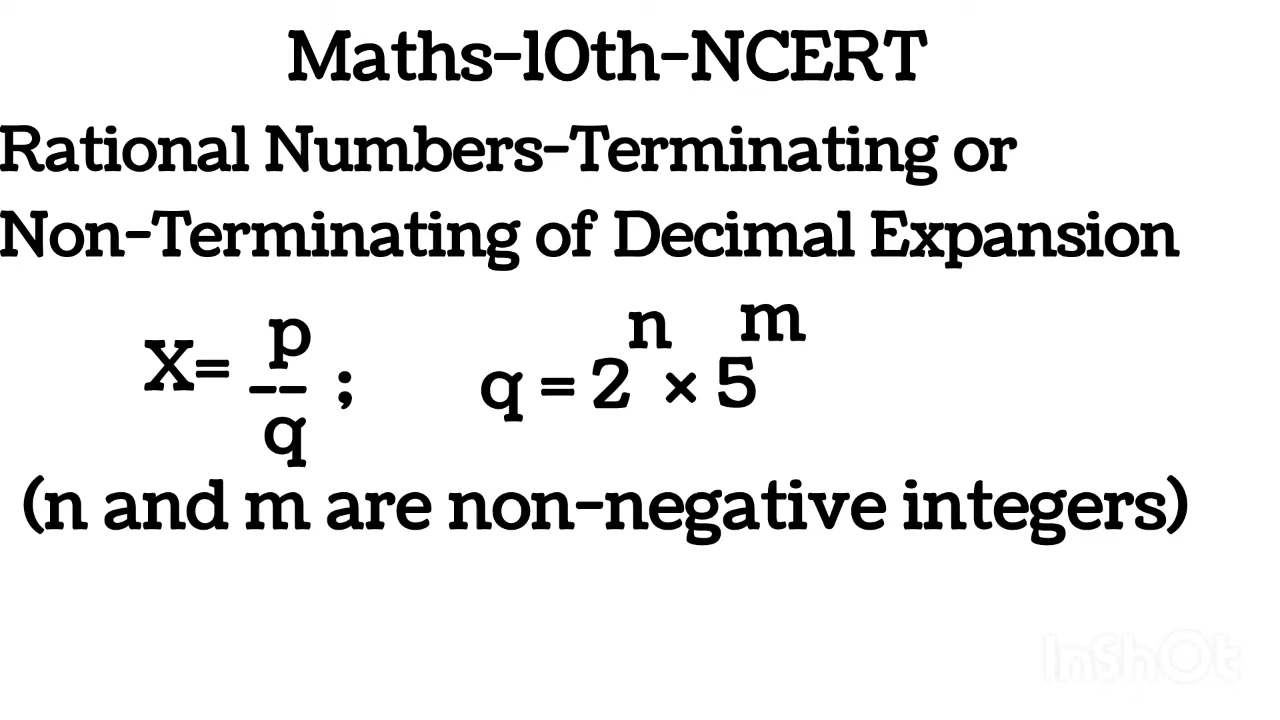 Maths-10th-NCERT
Rational Numbers-Terminating or
Non-Terminating of Decimal Expansion
X= p/q ; q = 2^n × 5^m
(n and m are non-negative integers)
InShOt